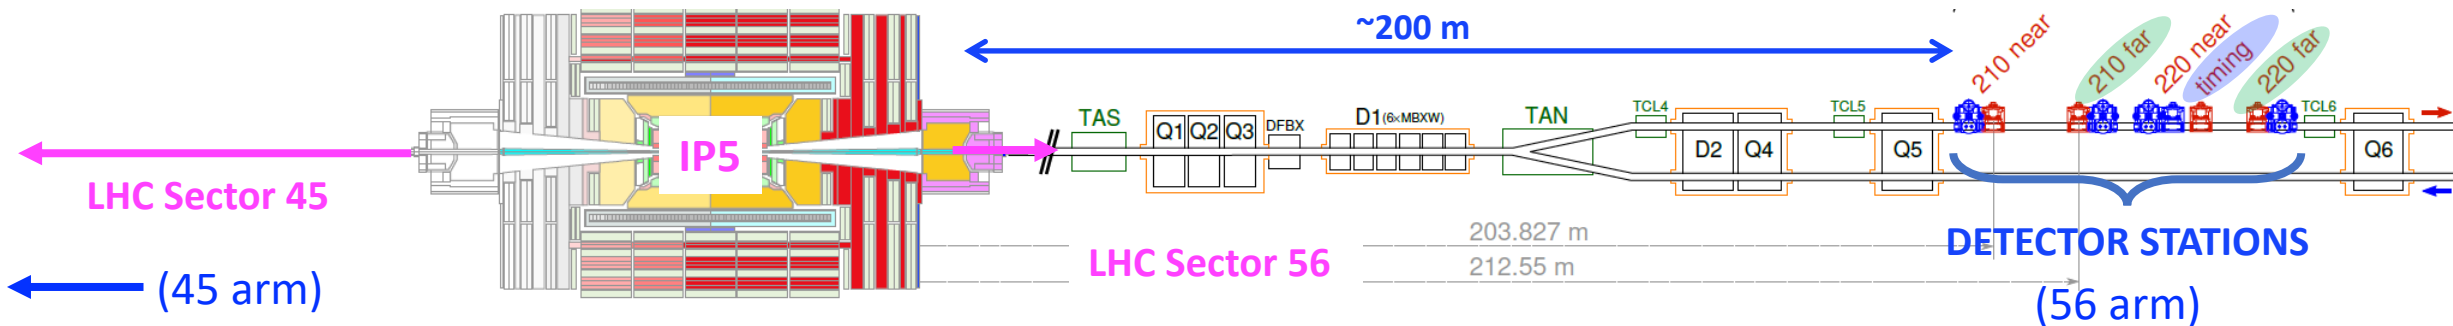 ~200 m
210 near
210 far
220 near
timing
220 far
TAS
Q1 Q2 Q3
DFBX
D1(6×MBXW)
TAN
TCL4
D2 Q4
TCL5
Q5
TCL6
Q6
IP5
LHC Sector 45
LHC Sector 56
203.827 m
212.55 m
DETECTOR STATIONS
(45 arm)
(56 arm)